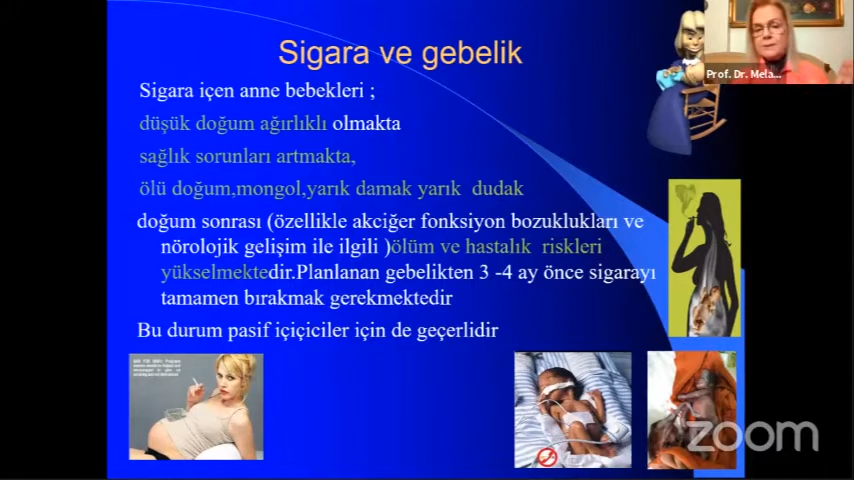 Sigara ve gebelik
Prof. Dr. Mela...
Sigara içen anne bebekleri ;
düşük doğum ağırlıklı olmakta
sağlık sorunları artmakta,
ölü doğum,mongol,yarık damak yarık dudak
doğum sonrası (özellikle akciğer fonksiyon bozuklukları ve
nörolojik gelişim ile ilgili )ölüm ve hastalık riskleri
yükselmektedir.Planlanan gebelikten 3 -4 ay önce sigarayı
tamamen bırakmak gerekmektedir
Bu durum pasif içiçiciler için de geçerlidir
zoom